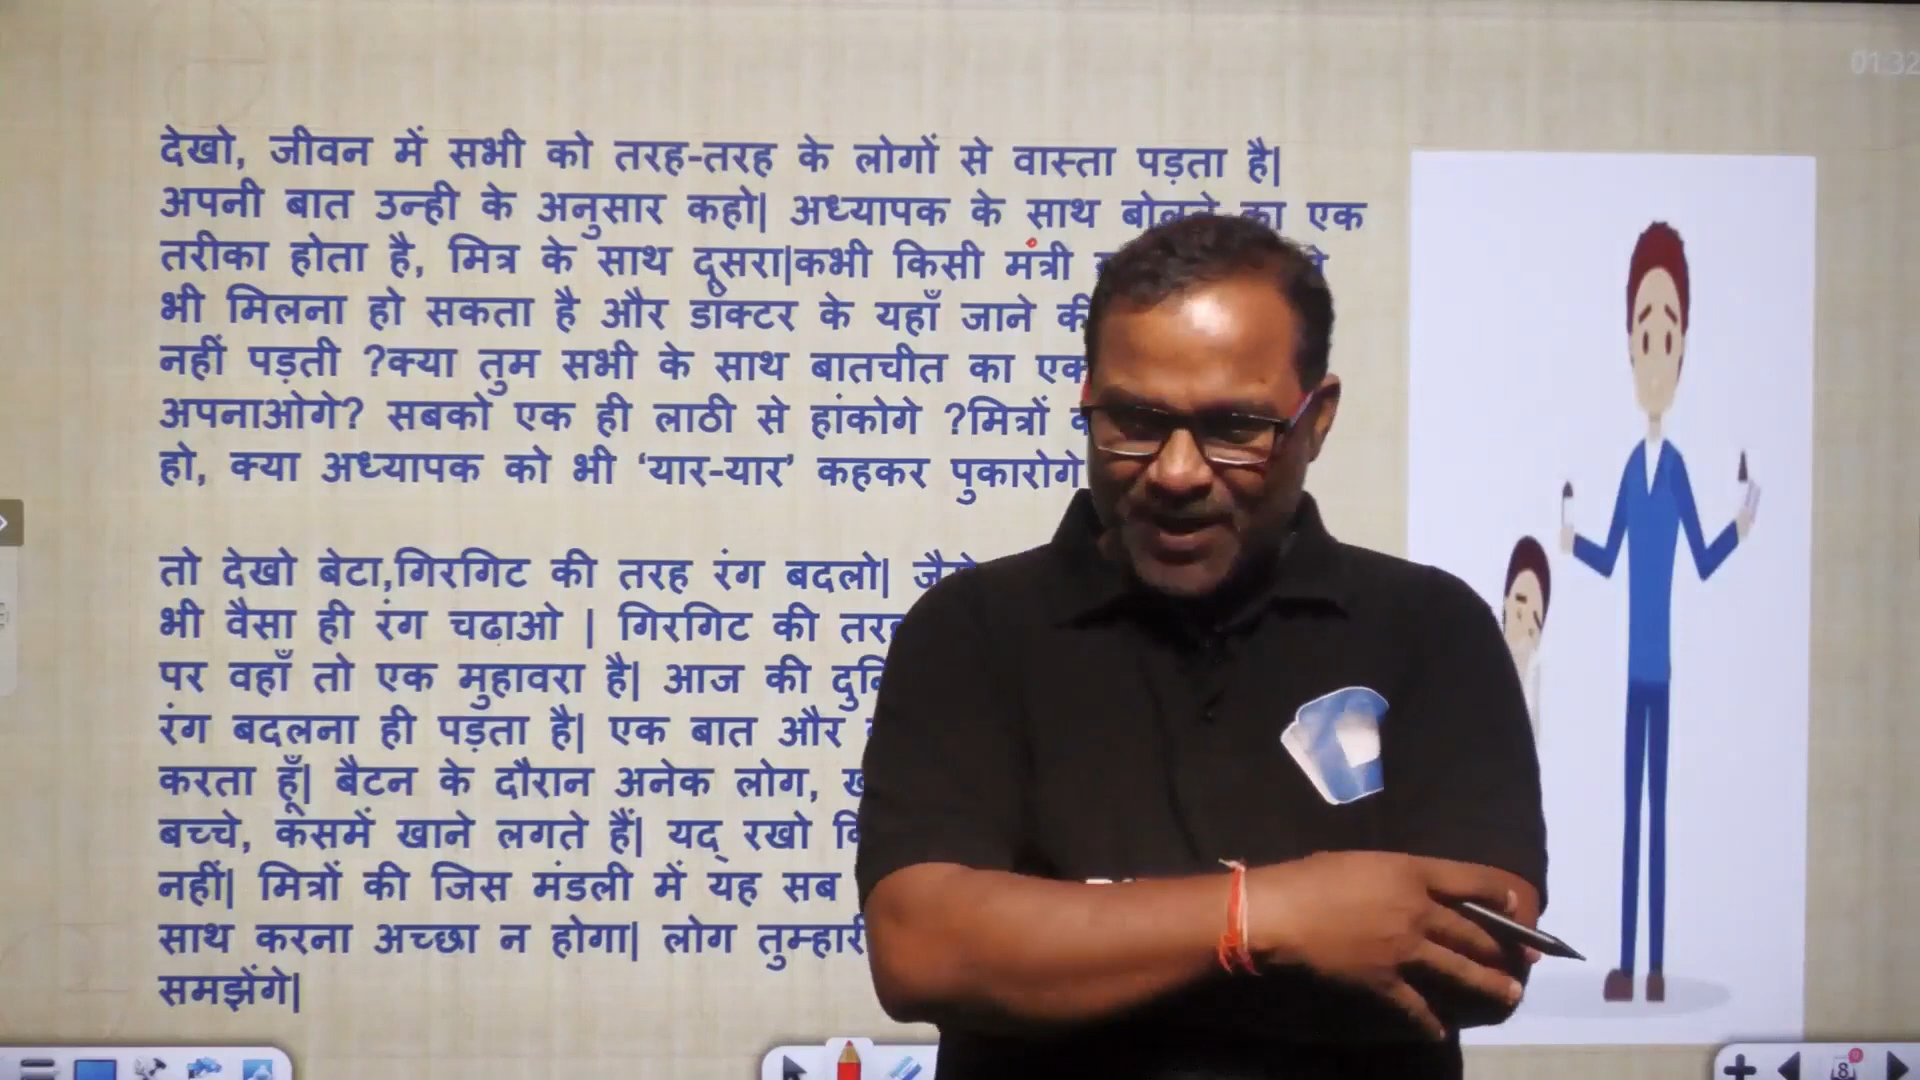 01:32
देखो, जीवन में सभी को तरह-तरह के लोगों से वास्ता पड़ता है|
अपनी बात उन्ही के अनुसार कहो| अध्यापक के साथ बोलने का एक
तरीका होता है, मित्र के साथ दूसरा|कभी किसी मंत्री
भी मिलना हो सकता है और डॉक्टर के यहाँ जाने की
नहीं पड़ती ?क्या तुम सभी के साथ बातचीत का एक
अपनाओगे? सबको एक ही लाठी से हांकोगे ?मित्रों
हो, क्या अध्यापक को भी ‘यार-यार’ कहकर पुकारोगे
तो देखो बेटा,गिरगिट की तरह रंग बदलो|
भी वैसा ही रंग चढाओ | गिरगिट की तरह
पर वहाँ तो एक मुहावरा है| आज की
रंग बदलना ही पड़ता है| एक बात और
करता हूँ| बैटन के दौरान अनेक लोग,
बच्चे, कसमें खाने लगते हैं| यद् रखो
नहीं| मित्रों की जिस मंडली में यह सब
साथ करना अच्छा न होगा| लोग तुम्हारी
समझेंगे|
8